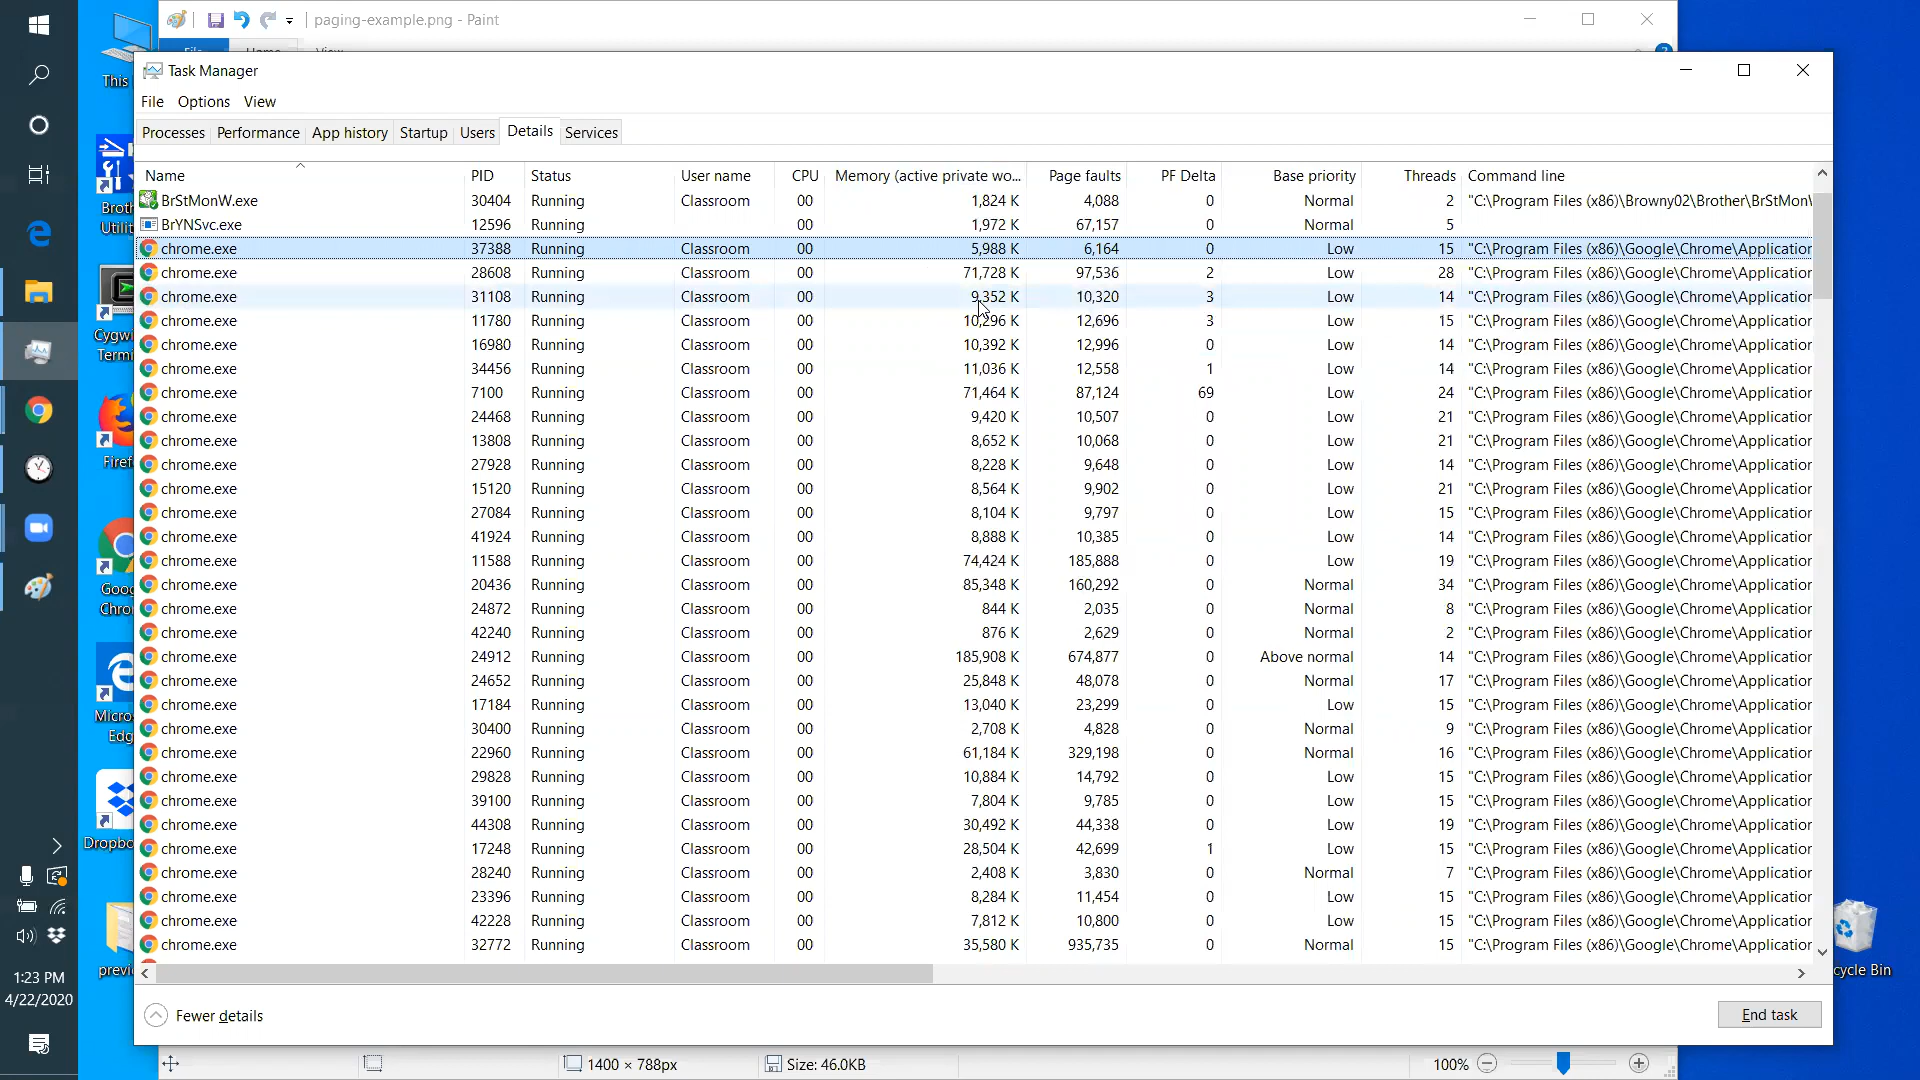 paging-example.png - Paint
File Home View
Task Manager
File Options View
Processes Performance App history Startup Users Details Services
Name PID Status User name CPU Memory (active private wo... Page faults PF Delta Base priority Threads Command line
BrStMonW.exe 30404 Running Classroom 00 1,824 K 4,088 0 Normal 2 "C:\Program Files (x86)\Browny02\Brother\BrStMonW
BrYNSvc.exe 12596 Running 00 1,972 K 67,157 0 Normal 5
chrome.exe 37388 Running Classroom 00 5,988 K 6,164 0 Low 15 "C:\Program Files (x86)\Google\Chrome\Application
chrome.exe 28608 Running Classroom 00 71,728 K 97,536 2 Low 28 "C:\Program Files (x86)\Google\Chrome\Application
chrome.exe 31108 Running Classroom 00 9,352 K 10,320 3 Low 14 "C:\Program Files (x86)\Google\Chrome\Application
chrome.exe 11780 Running Classroom 00 10,296 K 12,696 3 Low 15 "C:\Program Files (x86)\Google\Chrome\Application
chrome.exe 16980 Running Classroom 00 10,392 K 12,996 0 Low 14 "C:\Program Files (x86)\Google\Chrome\Application
chrome.exe 34456 Running Classroom 00 11,036 K 12,558 1 Low 14 "C:\Program Files (x86)\Google\Chrome\Application
chrome.exe 7100 Running Classroom 00 71,464 K 87,124 69 Low 24 "C:\Program Files (x86)\Google\Chrome\Application
chrome.exe 24468 Running Classroom 00 9,420 K 10,507 0 Low 21 "C:\Program Files (x86)\Google\Chrome\Application
chrome.exe 13808 Running Classroom 00 8,652 K 10,068 0 Low 21 "C:\Program Files (x86)\Google\Chrome\Application
chrome.exe 27928 Running Classroom 00 8,228 K 9,648 0 Low 14 "C:\Program Files (x86)\Google\Chrome\Application
chrome.exe 15120 Running Classroom 00 8,564 K 9,902 0 Low 21 "C:\Program Files (x86)\Google\Chrome\Application
chrome.exe 27084 Running Classroom 00 8,104 K 9,797 0 Low 15 "C:\Program Files (x86)\Google\Chrome\Application
chrome.exe 41924 Running Classroom 00 8,888 K 10,385 0 Low 14 "C:\Program Files (x86)\Google\Chrome\Application
chrome.exe 11588 Running Classroom 00 74,424 K 185,888 0 Low 19 "C:\Program Files (x86)\Google\Chrome\Application
chrome.exe 20436 Running Classroom 00 85,348 K 160,292 0 Normal 34 "C:\Program Files (x86)\Google\Chrome\Application
chrome.exe 24872 Running Classroom 00 844 K 2,035 0 Normal 8 "C:\Program Files (x86)\Google\Chrome\Application
chrome.exe 42240 Running Classroom 00 876 K 2,629 0 Normal 2 "C:\Program Files (x86)\Google\Chrome\Application
chrome.exe 24912 Running Classroom 00 185,908 K 674,877 0 Above normal 14 "C:\Program Files (x86)\Google\Chrome\Application
chrome.exe 24652 Running Classroom 00 25,848 K 48,078 0 Normal 17 "C:\Program Files (x86)\Google\Chrome\Application
chrome.exe 17184 Running Classroom 00 13,040 K 23,299 0 Low 15 "C:\Program Files (x86)\Google\Chrome\Application
chrome.exe 30400 Running Classroom 00 2,708 K 4,828 0 Normal 9 "C:\Program Files (x86)\Google\Chrome\Application
chrome.exe 22960 Running Classroom 00 61,184 K 329,198 0 Normal 16 "C:\Program Files (x86)\Google\Chrome\Application
chrome.exe 29828 Running Classroom 00 10,884 K 14,792 0 Low 15 "C:\Program Files (x86)\Google\Chrome\Application
chrome.exe 39100 Running Classroom 00 7,804 K 9,785 0 Low 15 "C:\Program Files (x86)\Google\Chrome\Application
chrome.exe 44308 Running Classroom 00 30,492 K 44,338 0 Low 19 "C:\Program Files (x86)\Google\Chrome\Application
chrome.exe 17248 Running Classroom 00 28,504 K 42,699 1 Low 15 "C:\Program Files (x86)\Google\Chrome\Application
chrome.exe 28240 Running Classroom 00 2,408 K 3,830 0 Normal 7 "C:\Program Files (x86)\Google\Chrome\Application
chrome.exe 23396 Running Classroom 00 8,284 K 11,454 0 Low 15 "C:\Program Files (x86)\Google\Chrome\Application
chrome.exe 42228 Running Classroom 00 7,812 K 10,800 0 Low 15 "C:\Program Files (x86)\Google\Chrome\Application
chrome.exe 32772 Running Classroom 00 35,580 K 935,735 0 Normal 15 "C:\Program Files (x86)\Google\Chrome\Application
Fewer details End task
1400 × 788px Size: 46.0KB 100%
This
Broth
Utilit
Cygwi
Termi
Firef
Goog
Chro
Micro
Edg
Dropbo
previ
cycle Bin
1:23 PM
4/22/2020